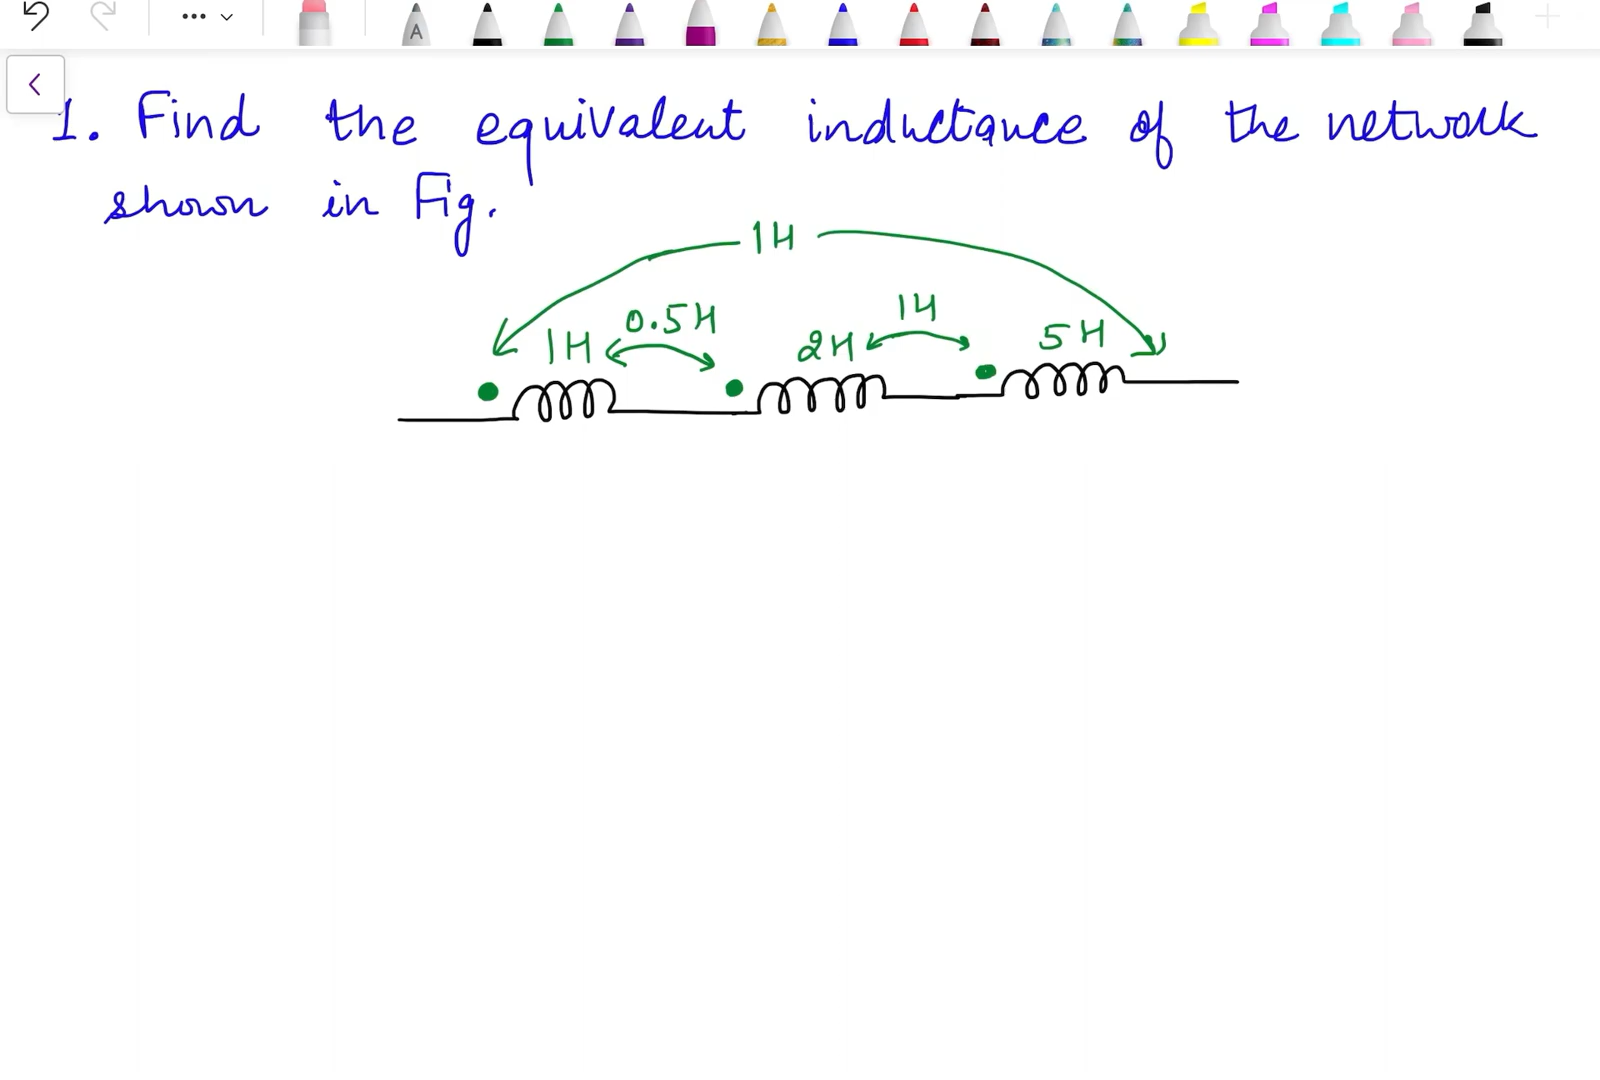 1. Find the equivalent inductance of the network
shown in Fig.
1H
0.5H
1H
1H
2H
5H